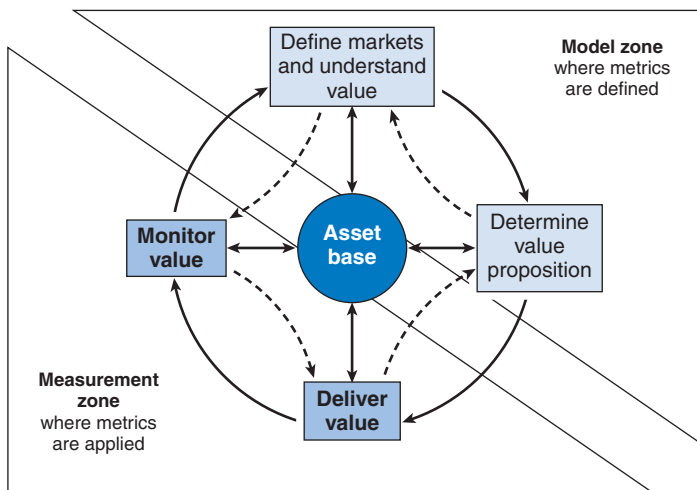 Define markets
and understand
value
Model zone
where metrics
are defined
Monitor
value
Asset
base
Determine
value
proposition
Measurement
zone
where metrics
are applied
Deliver
value